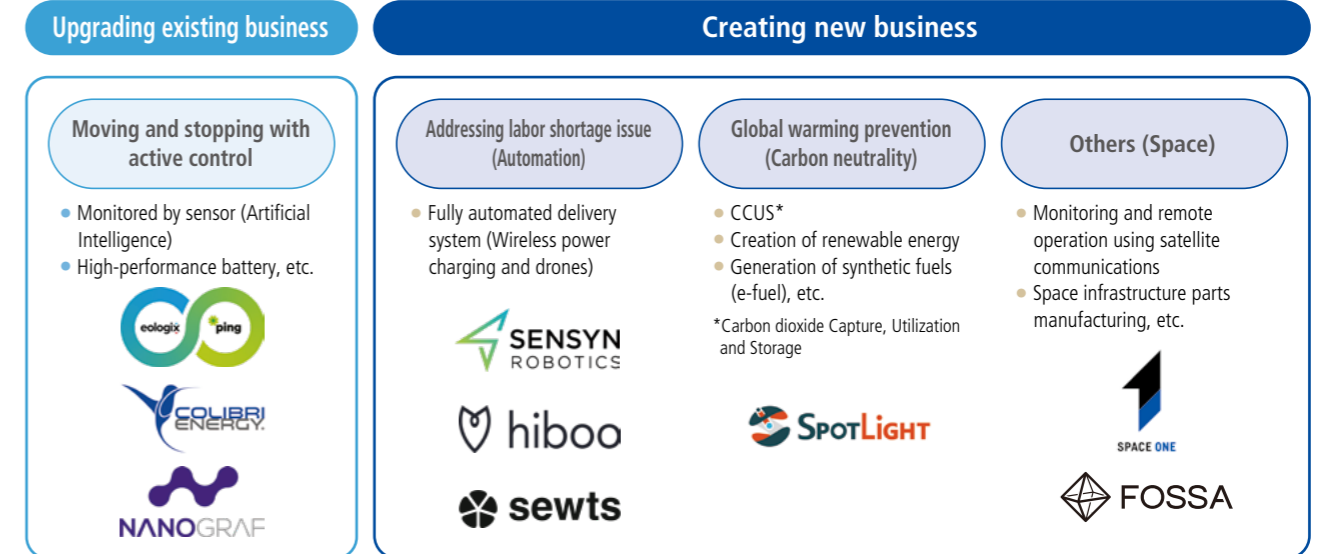 Upgrading existing business
Creating new business
Moving and stopping with
active control
• Monitored by sensor (Artificial
Intelligence)
• High-performance battery, etc.
eologix
ping
COLIBRI
ENERGY.
NANOGRAF
Addressing labor shortage issue
(Automation)
• Fully automated delivery
system (Wireless power
charging and drones)
SENSYN
ROBOTICS
hiboo
sewts
Global warming prevention
(Carbon neutrality)
• CCUS*
• Creation of renewable energy
• Generation of synthetic fuels
(e-fuel), etc.
*Carbon dioxide Capture, Utilization
and Storage
SPOTLIGHT
Others (Space)
• Monitoring and remote
operation using satellite
communications
• Space infrastructure parts
manufacturing, etc.
SPACE ONE
FOSSA